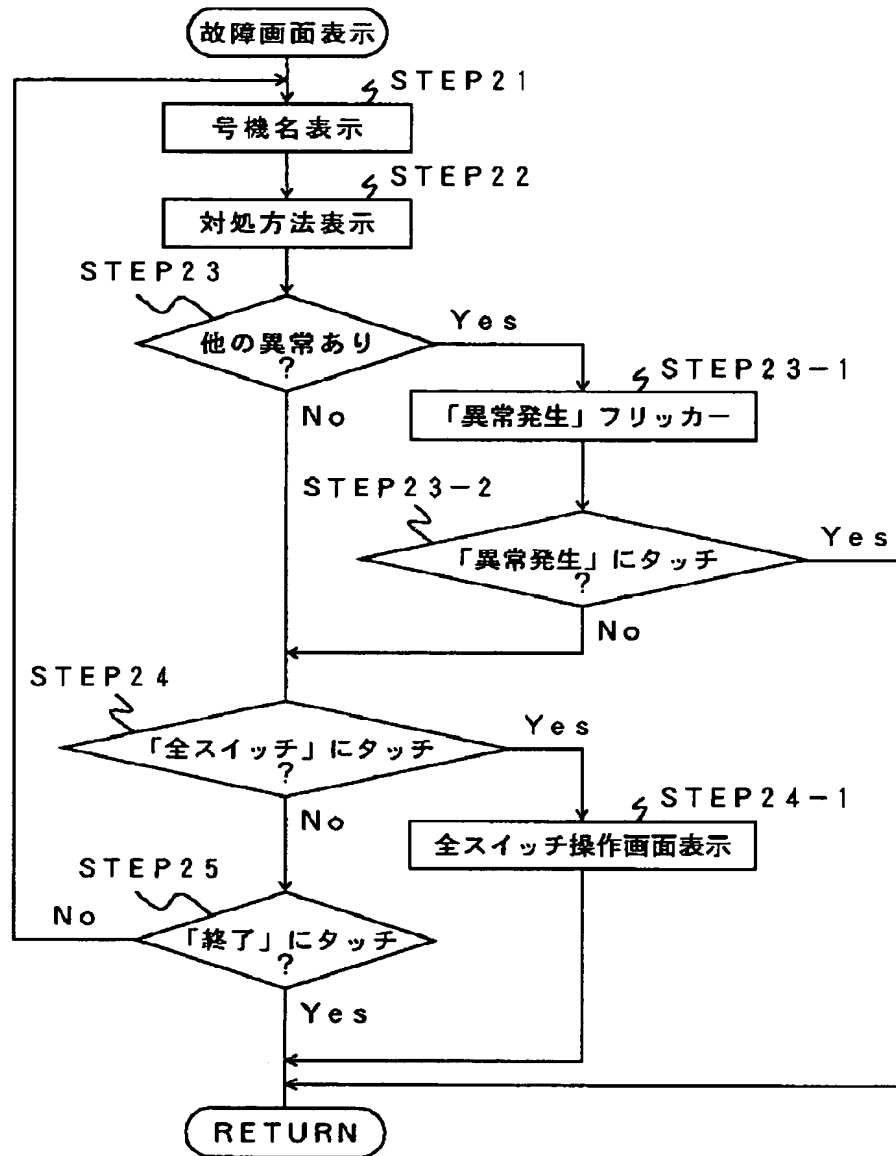 故障画面表示
STEP21
号機名表示
STEP22
対処方法表示
STEP23
他の異常あり
?
Yes
No
STEP23-1
「異常発生」フリッカー
STEP23-2
「異常発生」にタッチ
?
Yes
No
STEP24
「全スイッチ」にタッチ
?
Yes
No
STEP24-1
全スイッチ操作画面表示
STEP25
「終了」にタッチ
?
No
Yes
RETURN